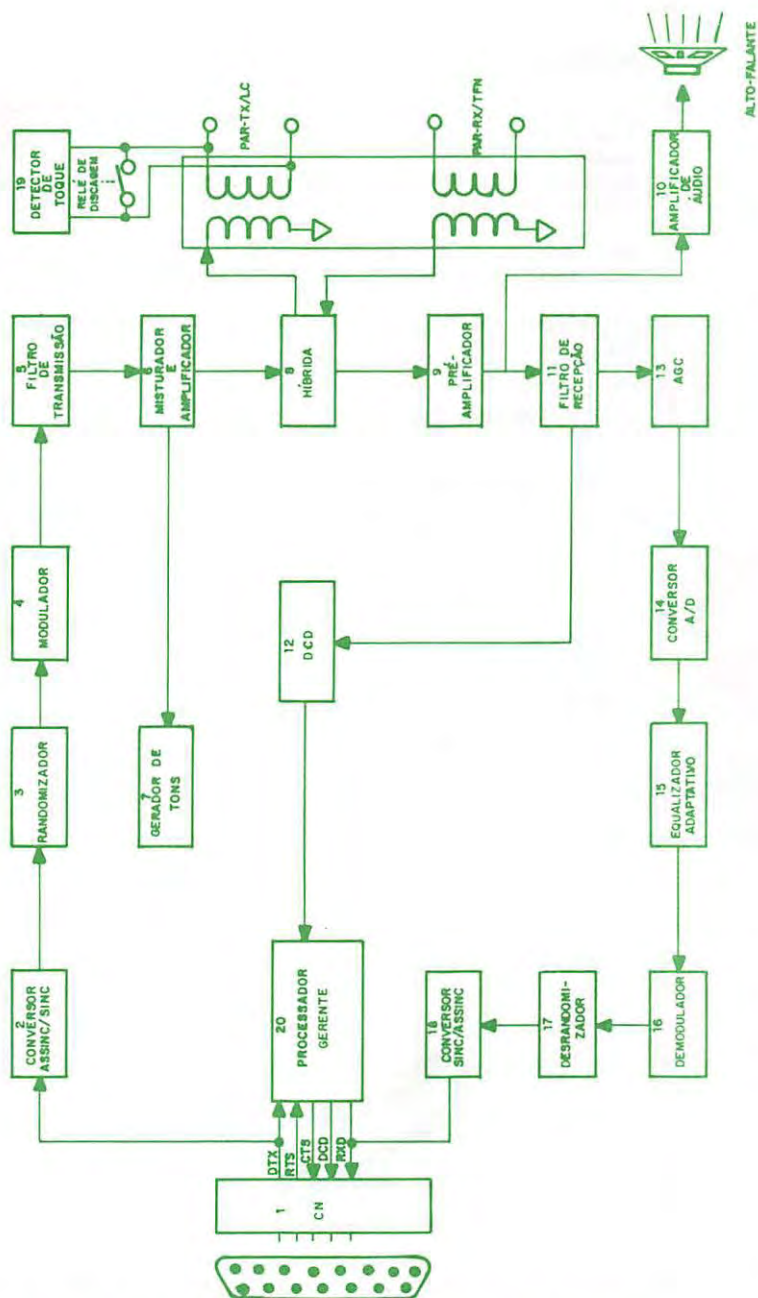 1
CN
DTX
RTS
CTS
DCD
RXD
2
CONVERSOR
ASSINC/SINC
3
RANDOMIZADOR
4
MODULADOR
5
FILTRO
DE
TRANSMISSÃO
6
MISTURADOR
E
AMPLIFICADOR
7
GERADOR DE
TONS
8
HÍBRIDA
9
PRÉ-
AMPLIFICADOR
10
AMPLIFICADOR
DE
ÁUDIO
ALTO-FALANTE
11
FILTRO DE
RECEPÇÃO
12
DCD
13
AGC
14
CONVERSOR
A/D
15
EQUALIZADOR
ADAPTATIVO
16
DEMODULADOR
17
DESRANDOMI-
ZADOR
18
CONVERSOR
SINC/ASSINC
19
DETECTOR
DE
TOQUE
RELÉ DE
DISCAGEM
PAR-TX/LC
PAR-RX/TFN
20
PROCESSADOR
GERENTE